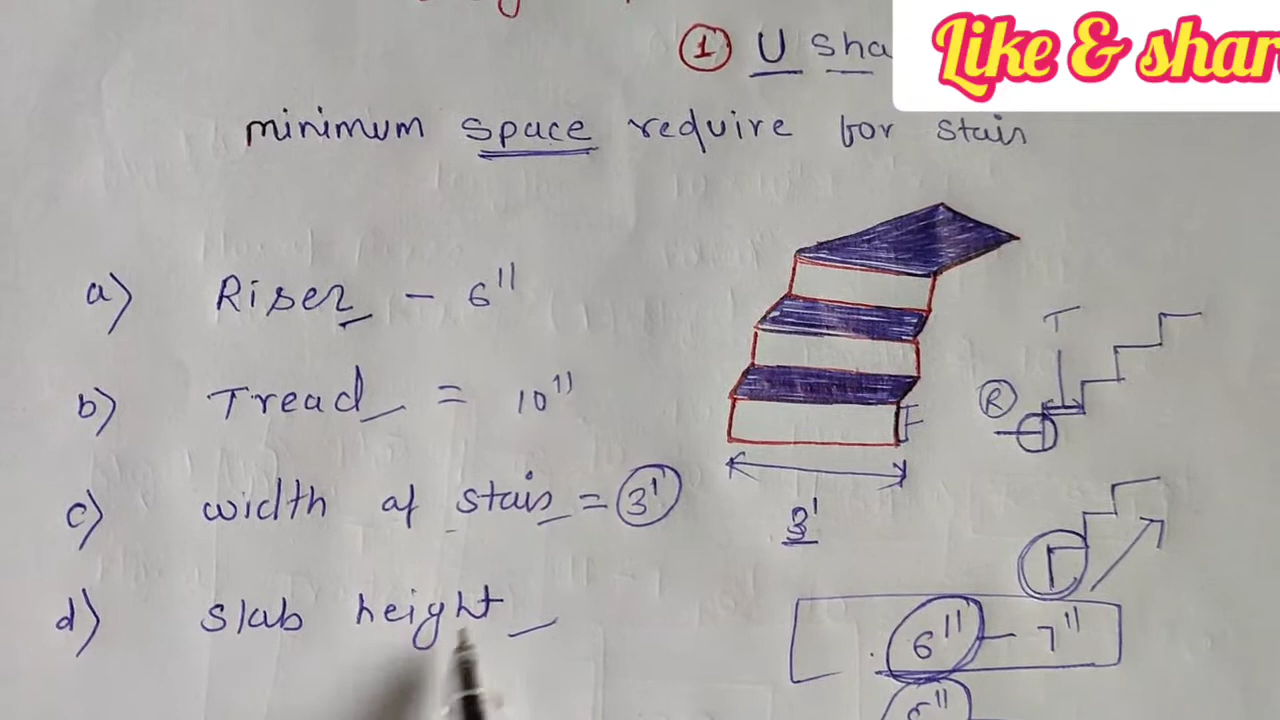 ① U sha
Like & shar
minimum space require for stair
a) Riser - 6"
b) Tread = 10"
c) width of stair = 3'
d) Slab height
T
R
3'
6" - 7"